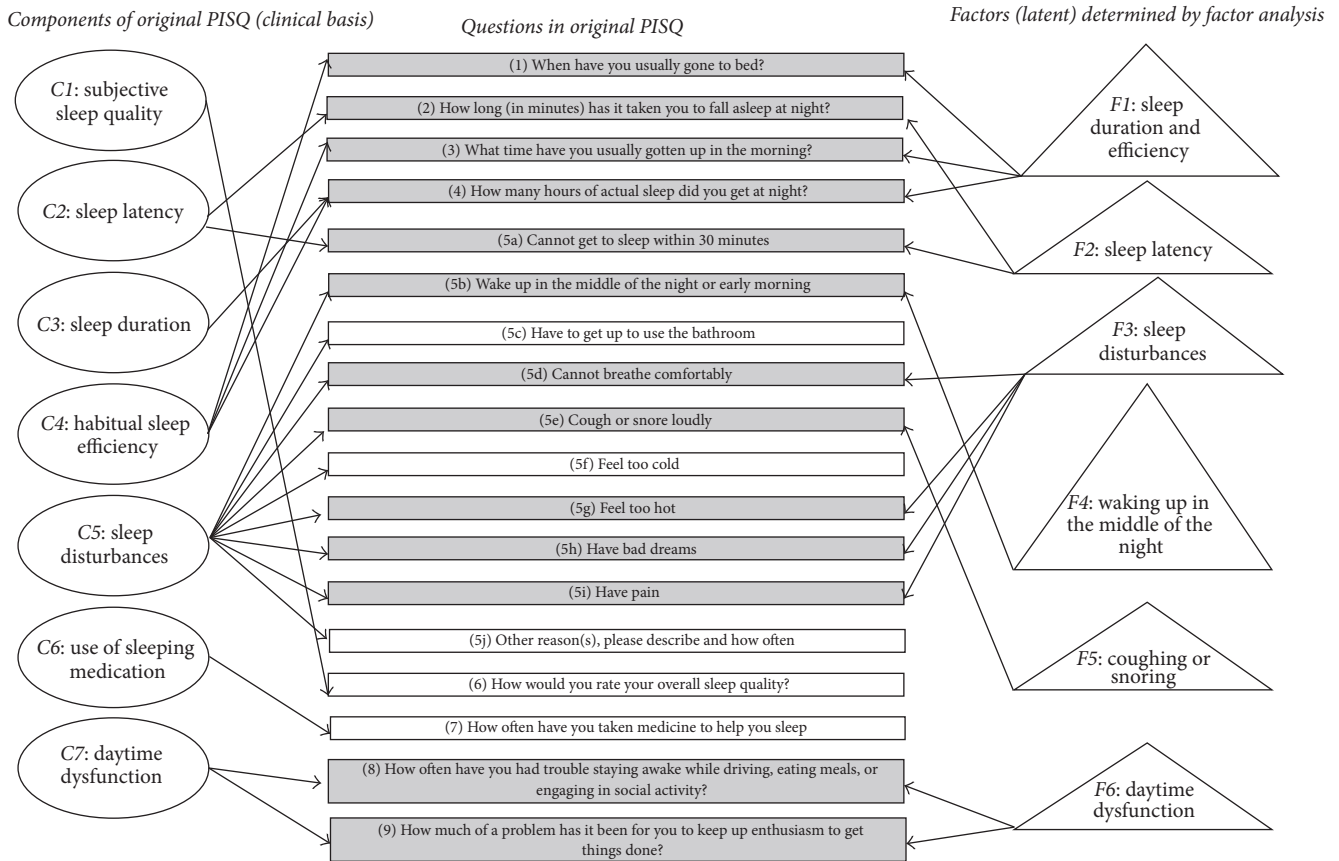 Components of original PISQ (clinical basis)
Questions in original PISQ
Factors (latent) determined by factor analysis
C1: subjective
sleep quality
C2: sleep latency
C3: sleep duration
C4: habitual sleep
efficiency
C5: sleep
disturbances
C6: use of sleeping
medication
C7: daytime
dysfunction
(1) When have you usually gone to bed?
(2) How long (in minutes) has it taken you to fall asleep at night?
(3) What time have you usually gotten up in the morning?
(4) How many hours of actual sleep did you get at night?
(5a) Cannot get to sleep within 30 minutes
(5b) Wake up in the middle of the night or early morning
(5c) Have to get up to use the bathroom
(5d) Cannot breathe comfortably
(5e) Cough or snore loudly
(5f) Feel too cold
(5g) Feel too hot
(5h) Have bad dreams
(5i) Have pain
(5j) Other reason(s), please describe and how often
(6) How would you rate your overall sleep quality?
(7) How often have you taken medicine to help you sleep
(8) How often have you had trouble staying awake while driving, eating meals, or
engaging in social activity?
(9) How much of a problem has it been for you to keep up enthusiasm to get
things done?
F1: sleep
duration and
efficiency
F2: sleep latency
F3: sleep
disturbances
F4: waking up in
the middle of the
night
F5: coughing or
snoring
F6: daytime
dysfunction